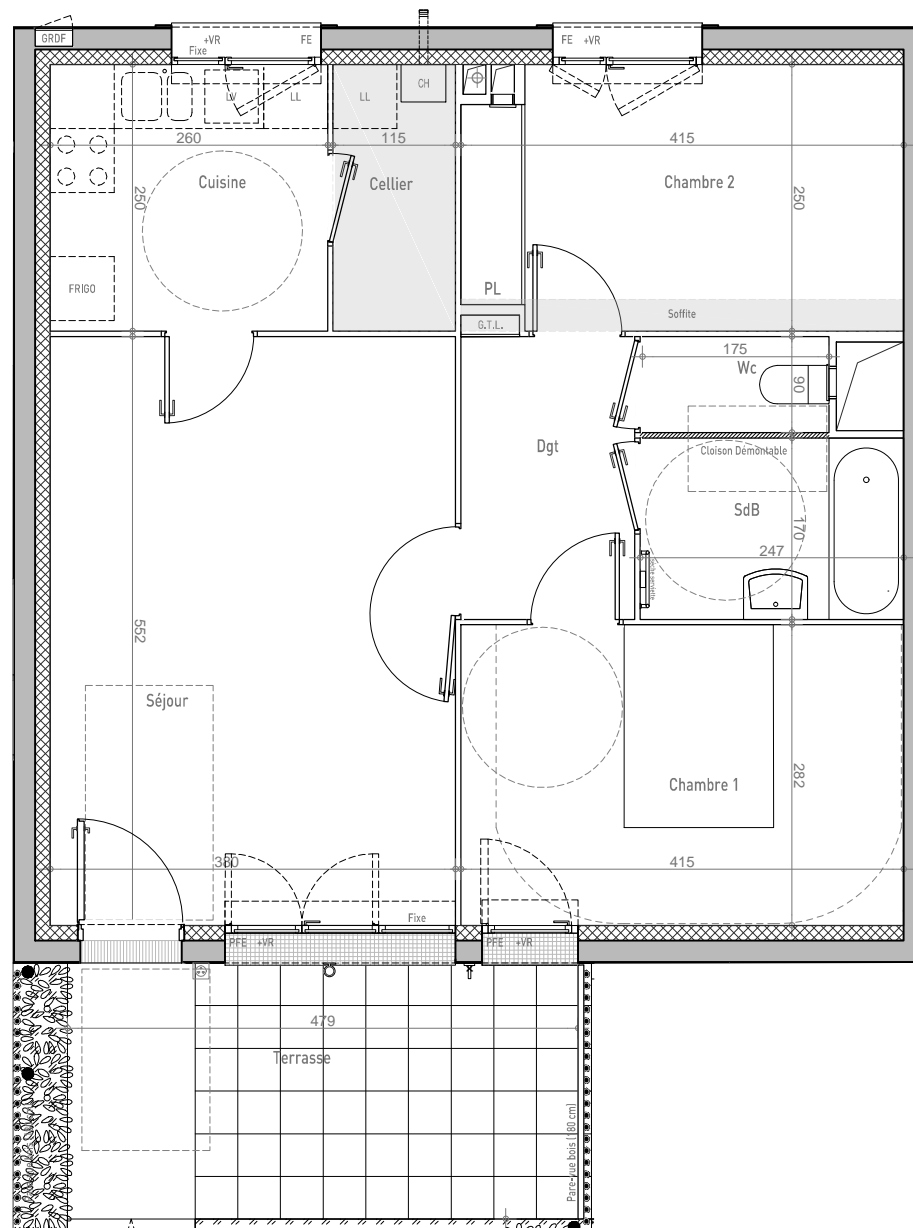 GRDF
+VR
Fixe
FE
FE
+VR
LV
LL
LL
CH
260
115
415
Cuisine
Cellier
Chambre 2
250
250
FRIGO
PL
Soffite
G.T.L.
175
Wc
90
Dgt
Cloison Démontable
SdB
170
247
552
Séjour
Chambre 1
282
380
415
Fixe
PFE
+VR
PFE
+VR
479
Terrasse
Pare-vue bois (180 cm)